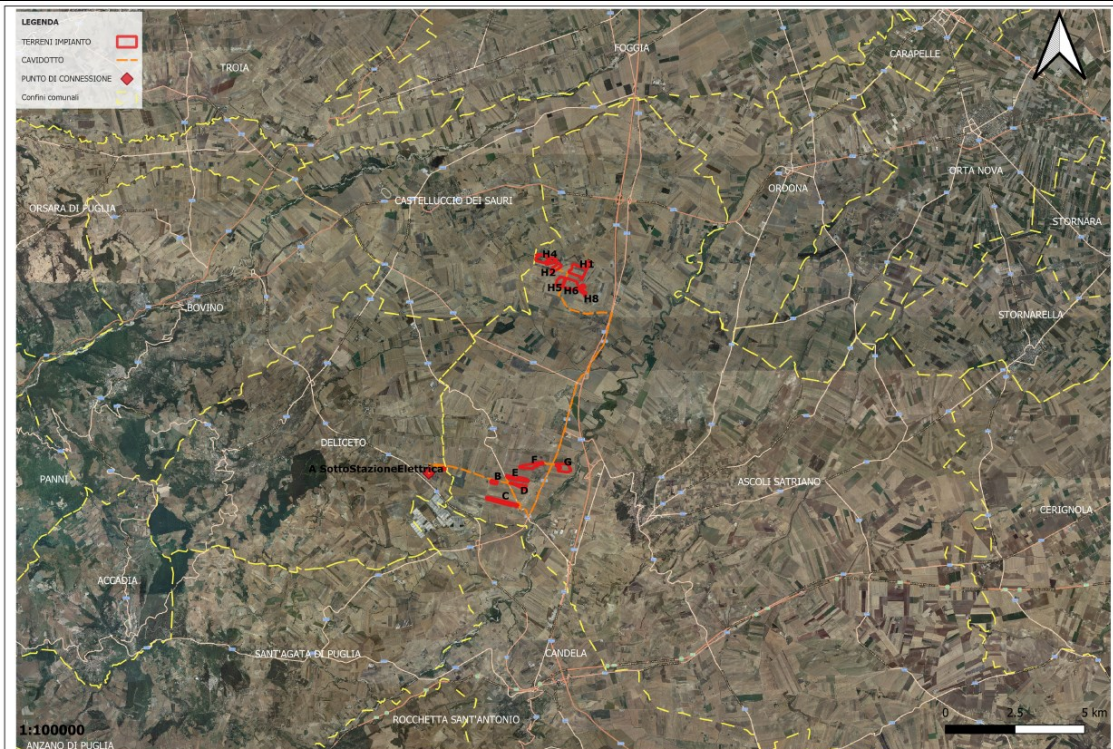 LEGENDA
TERRENI IMPIANTO
CAVIDOTTO
PUNTO DI CONNESSIONE
Confini comunali
FOGGIA
CARAPELLE
TROIA
ORDONA
ORTA NOVA
ORSARA DI PUGLIA
CASTELLUCCIO DEI SAURI
STORNARA
H4
H2
H1
H5
H6
H8
BOVINO
STORNARELLA
DELICETO
A SottoStazioneElettrica
B
E
F
G
D
C
PANNI
ASCOLI SATRIANO
CERIGNOLA
ACCADIA
SANT'AGATA DI PUGLIA
CANDELA
ROCCHETTA SANT'ANTONIO
1:100000
ANZANO DI PUGLIA
0 2.5 5 km